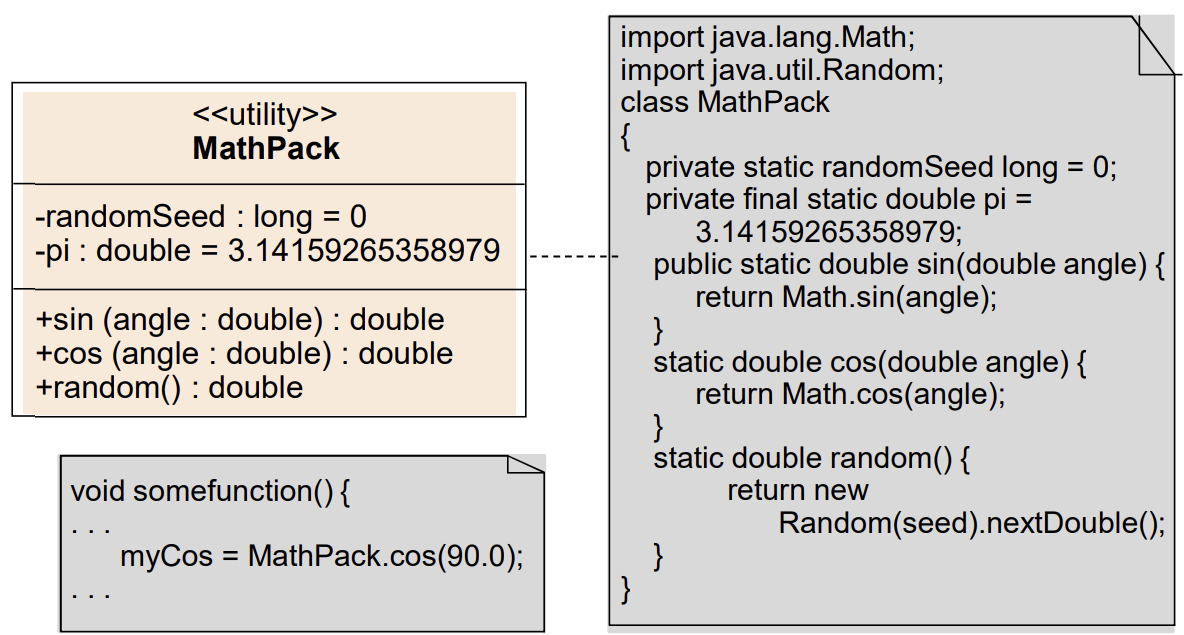 <<utility>>
MathPack
-randomSeed : long = 0
-pi : double = 3.14159265358979
+sin (angle : double) : double
+cos (angle : double) : double
+random() : double
void somefunction() {
. . .
myCos = MathPack.cos(90.0);
. . .
import java.lang.Math;
import java.util.Random;
class MathPack
{
private static randomSeed long = 0;
private final static double pi =
3.14159265358979;
public static double sin(double angle) {
return Math.sin(angle);
}
static double cos(double angle) {
return Math.cos(angle);
}
static double random() {
return new
Random(seed).nextDouble();
}
}